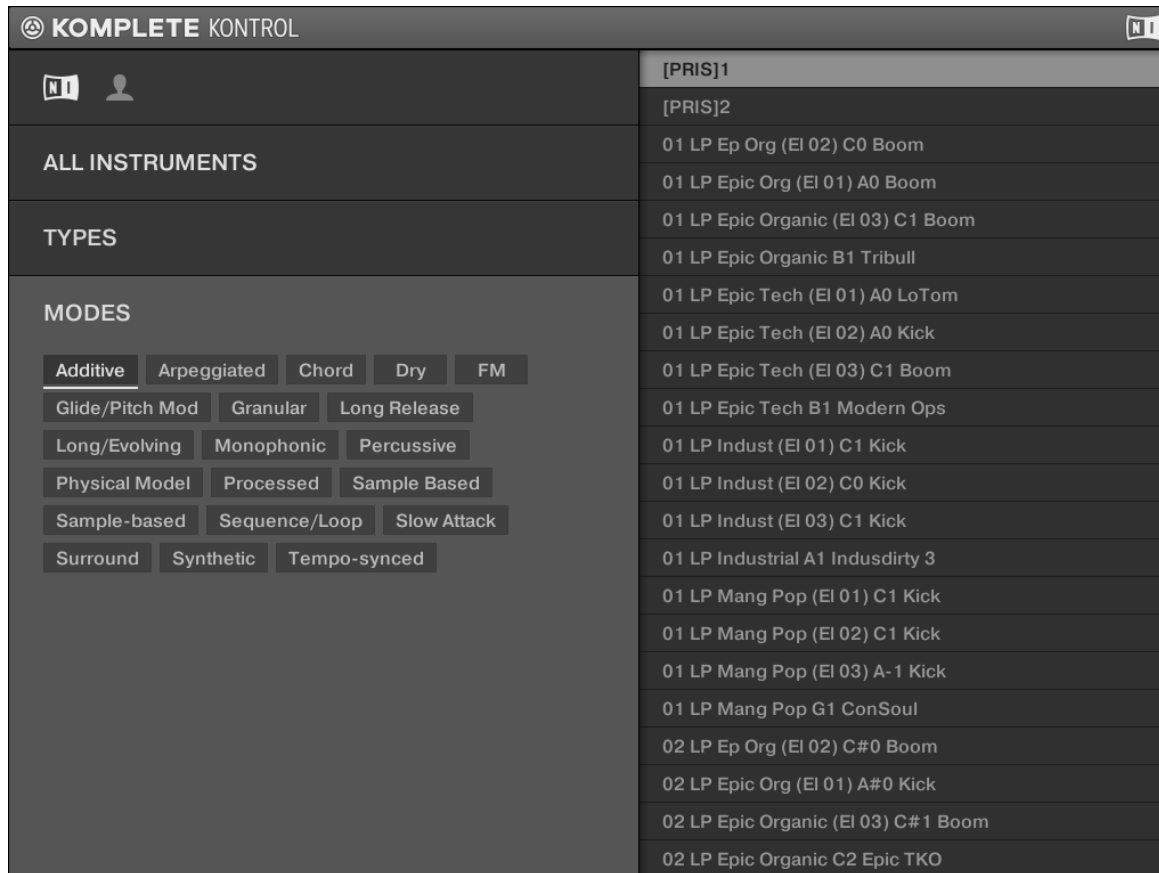 KOMPLETE KONTROL
NI
NI
ALL INSTRUMENTS
TYPES
MODES
Additive Arpeggiated Chord Dry FM
Glide/Pitch Mod Granular Long Release
Long/Evolving Monophonic Percussive
Physical Model Processed Sample Based
Sample-based Sequence/Loop Slow Attack
Surround Synthetic Tempo-synced
[PRIS]1
[PRIS]2
01 LP Ep Org (El 02) C0 Boom
01 LP Epic Org (El 01) A0 Boom
01 LP Epic Organic (El 03) C1 Boom
01 LP Epic Organic B1 Tribull
01 LP Epic Tech (El 01) A0 LoTom
01 LP Epic Tech (El 02) A0 Kick
01 LP Epic Tech (El 03) C1 Boom
01 LP Epic Tech B1 Modern Ops
01 LP Indust (El 01) C1 Kick
01 LP Indust (El 02) C0 Kick
01 LP Indust (El 03) C1 Kick
01 LP Industrial A1 Indusdirty 3
01 LP Mang Pop (El 01) C1 Kick
01 LP Mang Pop (El 02) C1 Kick
01 LP Mang Pop (El 03) A-1 Kick
01 LP Mang Pop G1 ConSoul
02 LP Ep Org (El 02) C#0 Boom
02 LP Epic Org (El 01) A#0 Kick
02 LP Epic Organic (El 03) C#1 Boom
02 LP Epic Organic C2 Epic TKO